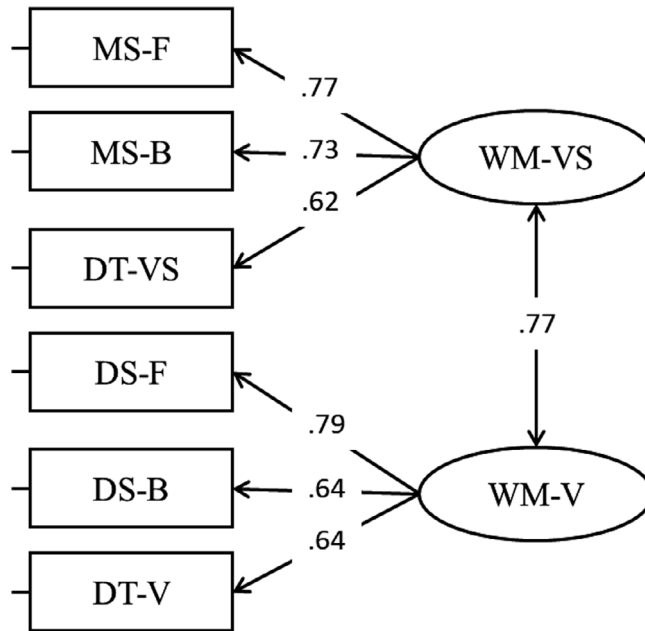 MS-F
.77
MS-B
.73
WM-VS
.62
DT-VS
.77
DS-F
.79
DS-B
.64
WM-V
.64
DT-V